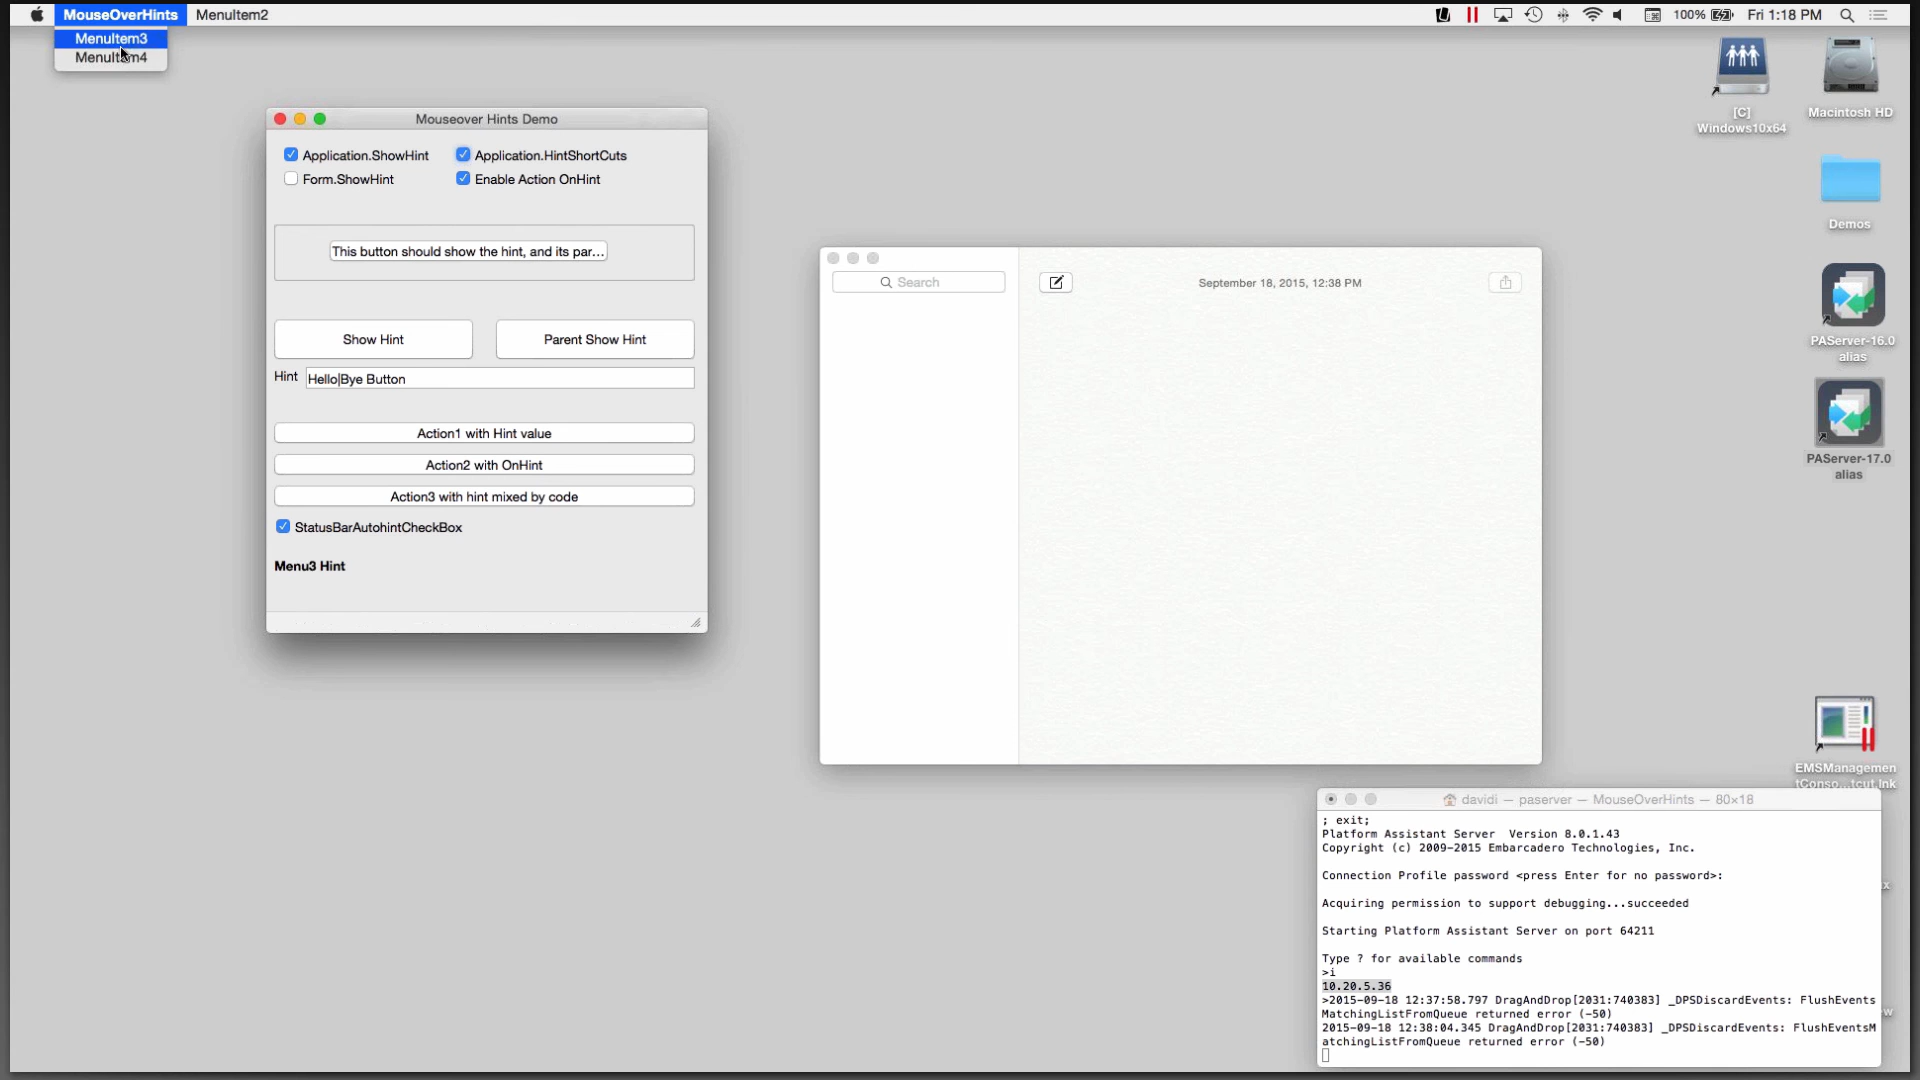 MouseOverHints MenuItem2
100% Fri 1:18 PM
MenuItem3
MenuItem4
[C]
Windows10x64
Macintosh HD
Mouseover Hints Demo
Application.ShowHint Application.HintShortCuts
Form.ShowHint Enable Action OnHint
This button should show the hint, and its par...
Show Hint Parent Show Hint
Hint Hello|Bye Button
Action1 with Hint value
Action2 with OnHint
Action3 with hint mixed by code
StatusBarAutohintCheckBox
Menu3 Hint
Search
September 18, 2015, 12:38 PM
Demos
PAServer-16.0
alias
PAServer-17.0
alias
EMSManagemen
tConso...tcut.lnk
davidi — paserver — MouseOverHints — 80×18
; exit;
Platform Assistant Server  Version 8.0.1.43
Copyright (c) 2009-2015 Embarcadero Technologies, Inc.
Connection Profile password <press Enter for no password>:
Acquiring permission to support debugging...succeeded
Starting Platform Assistant Server on port 64211
Type ? for available commands
>i
10.20.5.36
>2015-09-18 12:37:58.797 DragAndDrop[2031:740383] _DPSDiscardEvents: FlushEvents
MatchingListFromQueue returned error (-50)
2015-09-18 12:38:04.345 DragAndDrop[2031:740383] _DPSDiscardEvents: FlushEventsM
atchingListFromQueue returned error (-50)